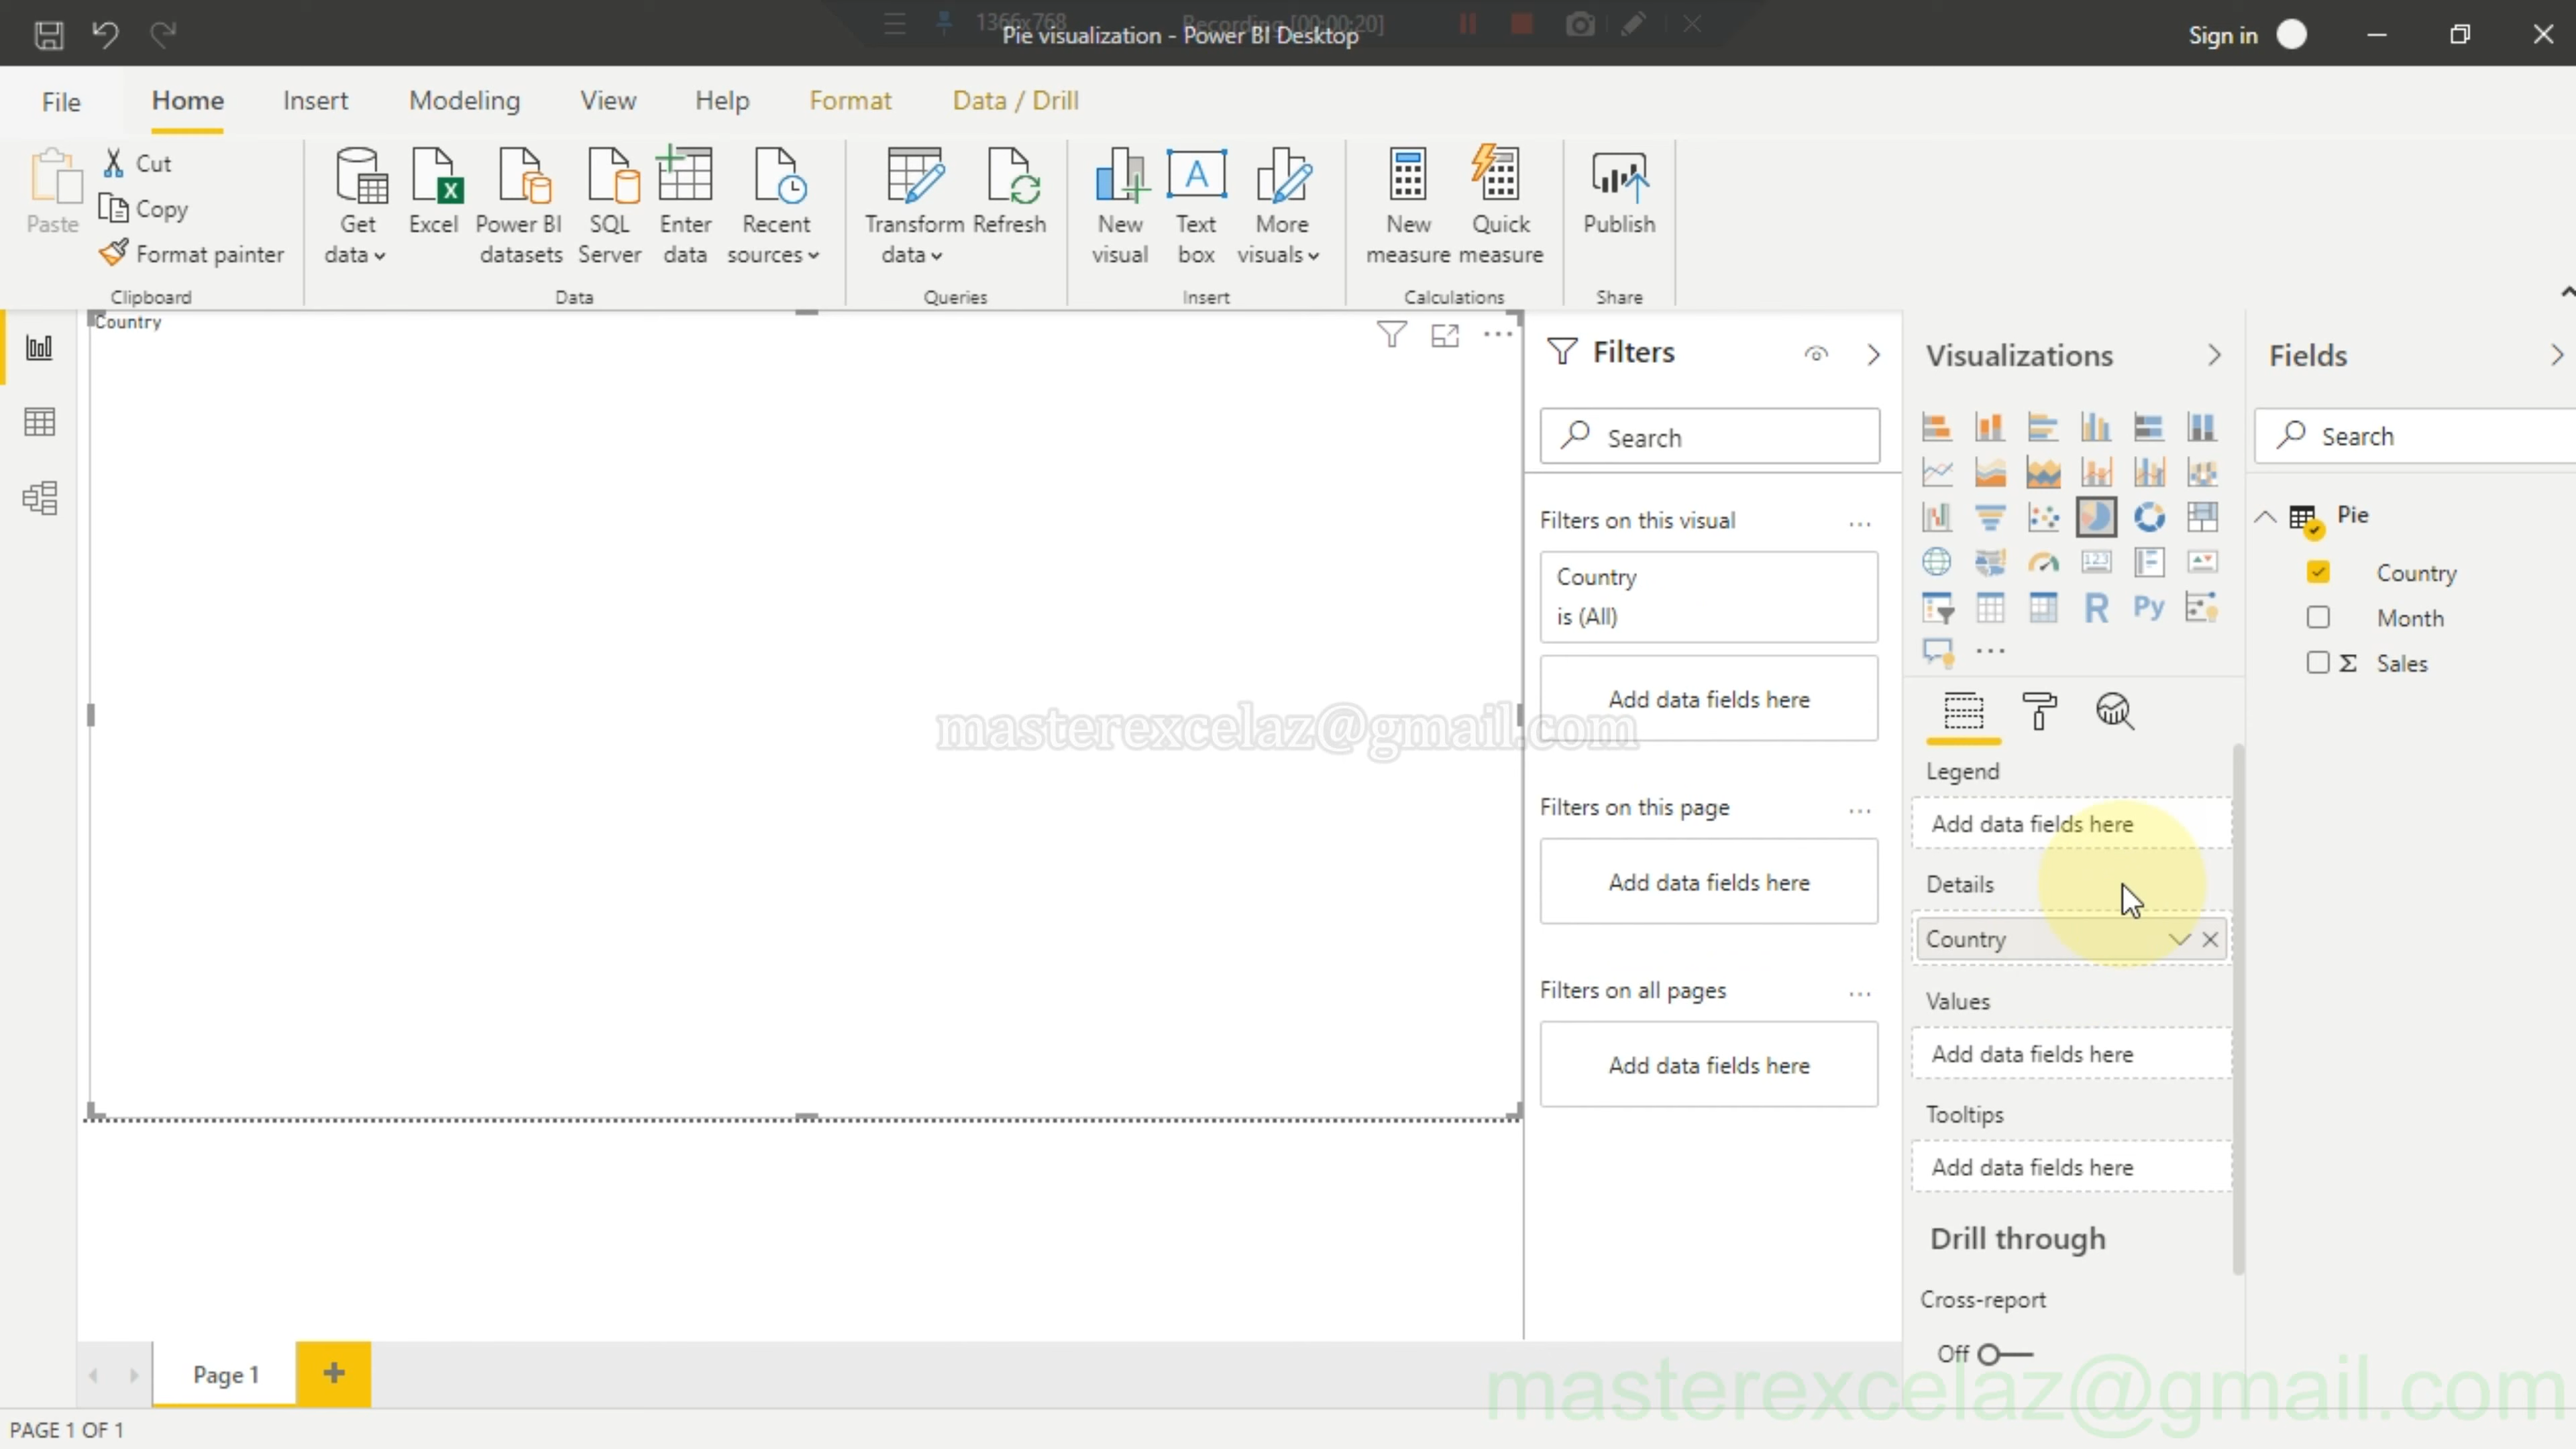 1366x768
Recording [00:00:20]
Pie visualization - Power BI Desktop
Sign in
File
Home
Insert
Modeling
View
Help
Format
Data / Drill
Paste
Cut
Copy
Format painter
Clipboard
Get
data
Excel
Power BI
datasets
SQL
Server
Enter
data
Recent
sources
Data
Transform
data
Refresh
Queries
New
visual
Text
box
More
visuals
Insert
New
measure
Quick
measure
Calculations
Publish
Share
Country
Filters
Search
Filters on this visual
Country
is (All)
Add data fields here
Filters on this page
Add data fields here
Filters on all pages
Add data fields here
Visualizations
123
R
Py
Legend
Add data fields here
Details
Country
Values
Add data fields here
Tooltips
Add data fields here
Drill through
Cross-report
Off
Fields
Search
Pie
Country
Month
Σ Sales
masterexcelaz@gmail.com
Page 1
masterexcelaz@gmail.com
PAGE 1 OF 1